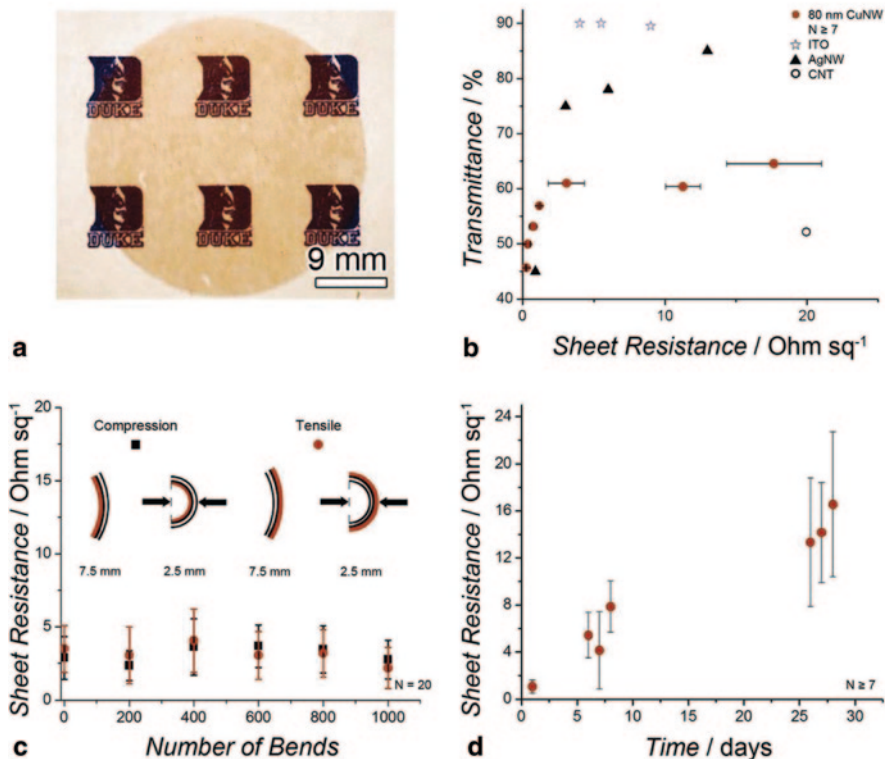 DUKE DUKE DUKE
DUKE DUKE DUKE
9 mm
a
90
80
70
60
50
40
Transmittance / %
80 nm CuNW
N ≥ 7
ITO
AgNW
CNT
0 10 20
Sheet Resistance / Ohm sq-1
b
20
15
10
5
0
Sheet Resistance / Ohm sq-1
Compression Tensile
7.5 mm 2.5 mm 7.5 mm 2.5 mm
N = 20
0 200 400 600 800 1000
Number of Bends
c
24
20
16
12
8
4
0
Sheet Resistance / Ohm sq-1
N ≥ 7
0 5 10 15 20 25 30
Time / days
d